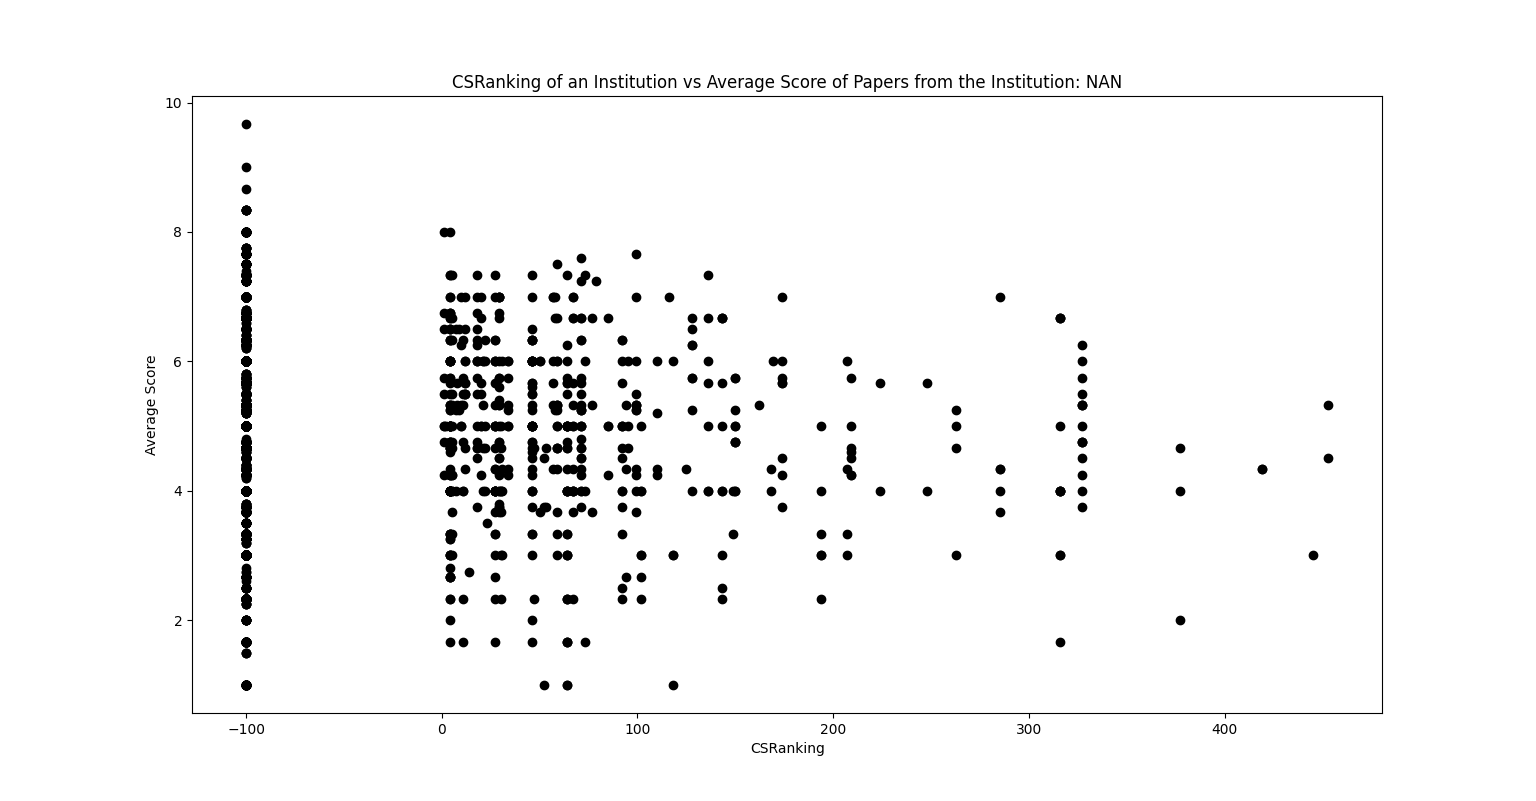 CSRanking of an Institution vs Average Score of Papers from the Institution: NAN
10
8
6
4
2
Average Score
−100 0 100 200 300 400
CSRanking